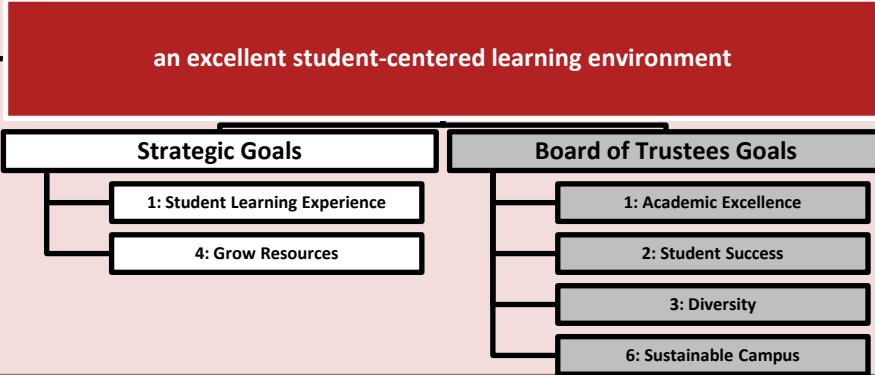 an excellent student-centered learning environment
Strategic Goals
1: Student Learning Experience
4: Grow Resources
Board of Trustees Goals
1: Academic Excellence
2: Student Success
3: Diversity
6: Sustainable Campus